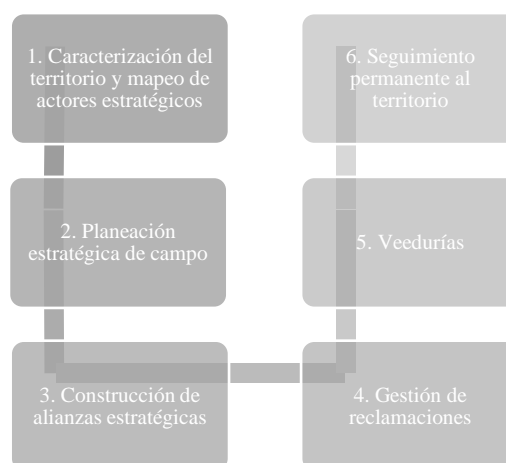 1. Caracterización del
territorio y mapeo de
actores estratégicos
2. Planeación
estratégica de campo
3. Construcción de
alianzas estratégicas
4. Gestión de
reclamaciones
5. Veedurías
6. Seguimiento
permanente al
territorio